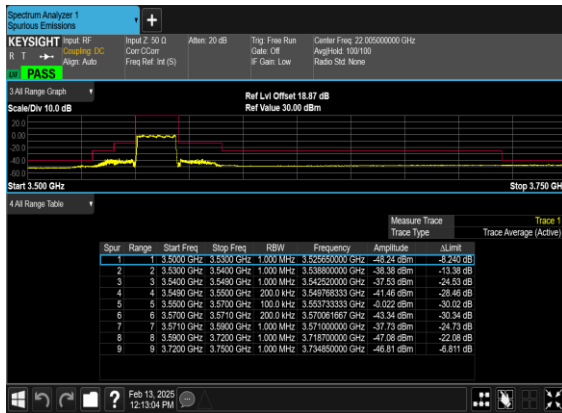 Spectrum Analyzer 1
Spurious Emissions
+
KEYSIGHT Input: RF Input Z: 50 Ω Atten: 20 dB Trig: Free Run Center Freq: 22.005000000 GHz
R T Coupling: DC Corr CCorr Gate: Off Avg|Hold: 100/100
Align: Auto Freq Ref: Int (S) IF Gain: Low Radio Std: None
PASS
3 All Range Graph
Ref Lvl Offset 18.87 dB
Scale/Div 10.0 dB Ref Value 30.00 dBm
20.0
0.00
-20.0
-40.0
-60.0
Start 3.500 GHz Stop 3.750 GH
4 All Range Table
Measure Trace Trace 1
Trace Type Trace Average (Active)
Spur Range Start Freq Stop Freq RBW Frequency Amplitude ΔLimit
1 1 3.5000 GHz 3.5300 GHz 1.000 MHz 3.525650000 GHz -48.24 dBm -8.240 dB
2 2 3.5300 GHz 3.5400 GHz 1.000 MHz 3.538800000 GHz -38.38 dBm -13.38 dB
3 3 3.5400 GHz 3.5490 GHz 1.000 MHz 3.542520000 GHz -37.53 dBm -24.53 dB
4 4 3.5490 GHz 3.5500 GHz 200.0 kHz 3.549768333 GHz -41.46 dBm -28.46 dB
5 5 3.5500 GHz 3.5700 GHz 100.0 kHz 3.553733333 GHz -0.022 dBm -30.02 dB
6 6 3.5700 GHz 3.5710 GHz 200.0 kHz 3.570061667 GHz -43.34 dBm -30.34 dB
7 7 3.5710 GHz 3.5900 GHz 1.000 MHz 3.571000000 GHz -37.73 dBm -24.73 dB
8 8 3.5900 GHz 3.7200 GHz 1.000 MHz 3.718700000 GHz -47.08 dBm -22.08 dB
9 9 3.7200 GHz 3.7500 GHz 1.000 MHz 3.734850000 GHz -46.81 dBm -6.811 dB
? Feb 13, 2025
12:13:04 PM